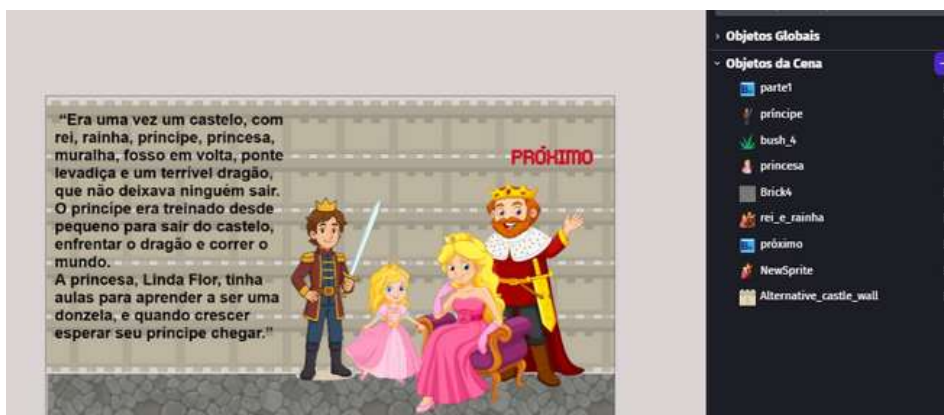 Objetos Globais
Objetos da Cena
parte1
príncipe
bush_4
princesa
Brick4
rei_e_rainha
próximo
NewSprite
Alternative_castle_wall
“Era uma vez um castelo, com
rei, rainha, príncipe, princesa,
muralha, fosso em volta, ponte
levadiça e um terrível dragão,
que não deixava ninguém sair.
O príncipe era treinado desde
pequeno para sair do castelo,
enfrentar o dragão e correr o
mundo.
A princesa, Linda Flor, tinha
aulas para aprender a ser uma
donzela, e quando crescer
esperar seu príncipe chegar.”
PRÓXIMO